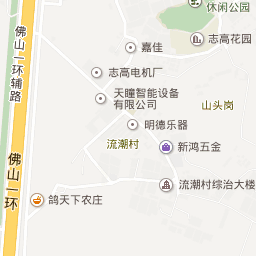 休闲公园
志高花园
嘉佳
志高电机厂
天瞳智能设备
有限公司
山头岗
明德乐器
流潮村
新鸿五金
流潮村综治大楼
鸽天下农庄
佛山一环辅路
佛山一环